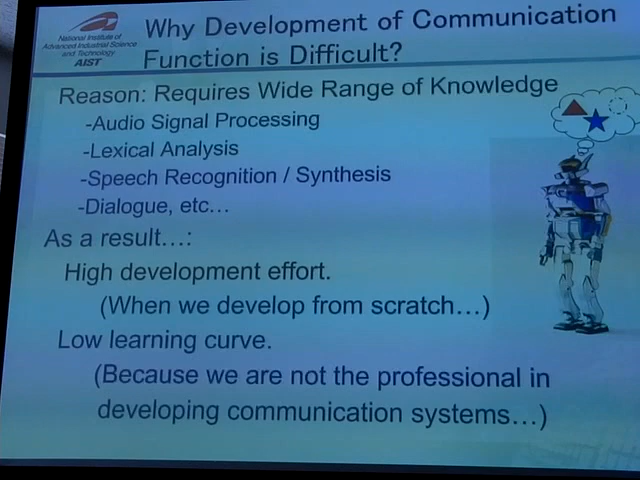 National Institute of
Advanced Industrial Science
and Technology
AIST
Why Development of Communication
Function is Difficult?
Reason: Requires Wide Range of Knowledge
-Audio Signal Processing
-Lexical Analysis
-Speech Recognition / Synthesis
-Dialogue, etc...
As a result...:
High development effort.
(When we develop from scratch...)
Low learning curve.
(Because we are not the professional in
developing communication systems...)